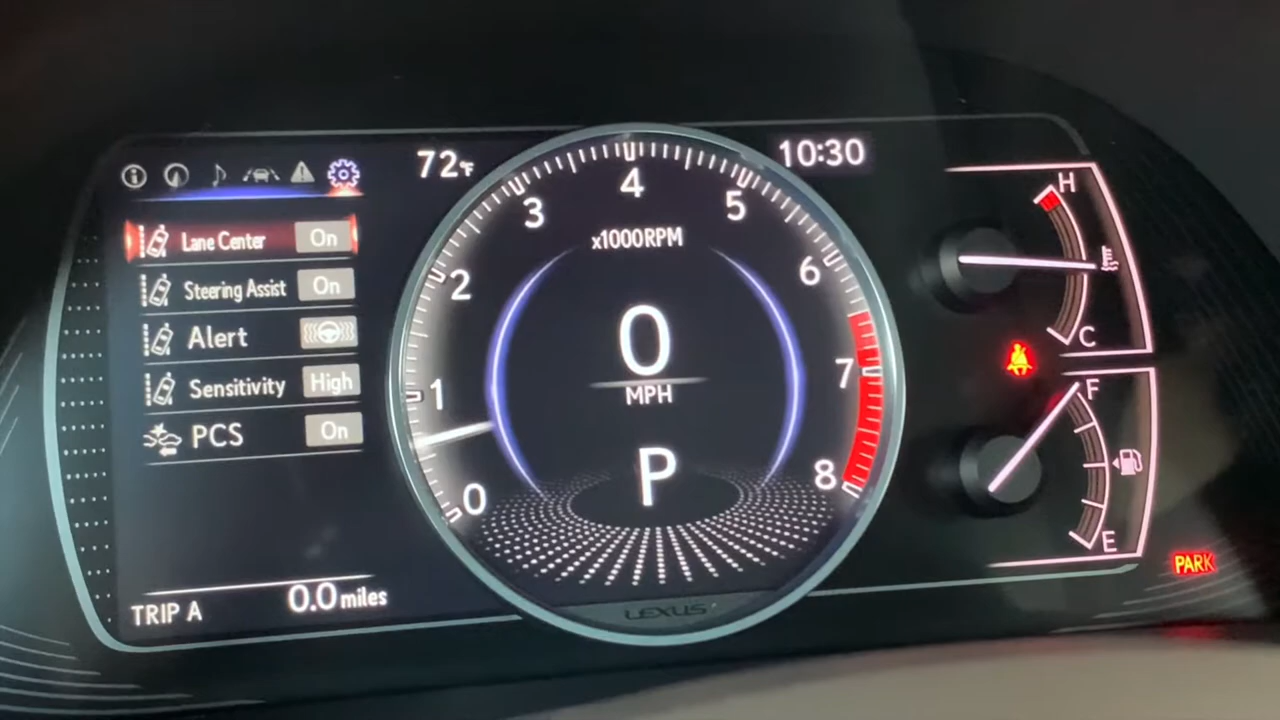 72°F
10:30
Lane Center On
Steering Assist On
Alert
Sensitivity High
PCS On
TRIP A 0.0 miles
0
1
2
3
4
5
6
7
8
x1000RPM
0
MPH
P
LEXUS
H
C
F
E
PARK